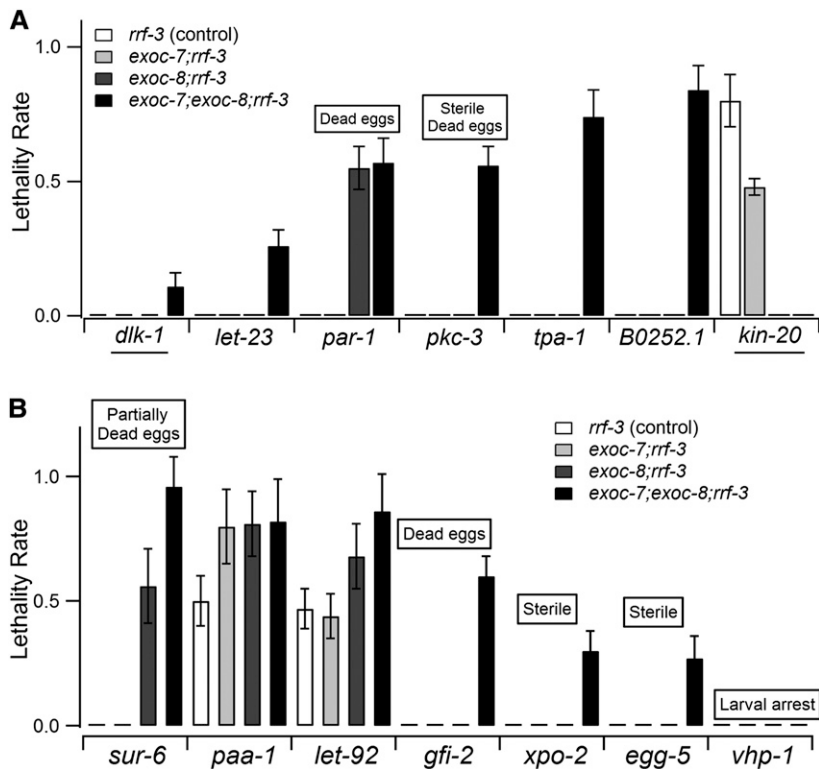 A
rrf-3 (control)
exoc-7;rrf-3
exoc-8;rrf-3
exoc-7;exoc-8;rrf-3
Lethality Rate
1.0
0.5
0.0
Dead eggs
Sterile
Dead eggs
dlk-1 let-23 par-1 pkc-3 tpa-1 B0252.1 kin-20
B
Partially
Dead eggs
rrf-3 (control)
exoc-7;rrf-3
exoc-8;rrf-3
exoc-7;exoc-8;rrf-3
Lethality Rate
1.0
0.5
0.0
Dead eggs
Sterile
Sterile
Larval arrest
sur-6 paa-1 let-92 gfi-2 xpo-2 egg-5 vhp-1